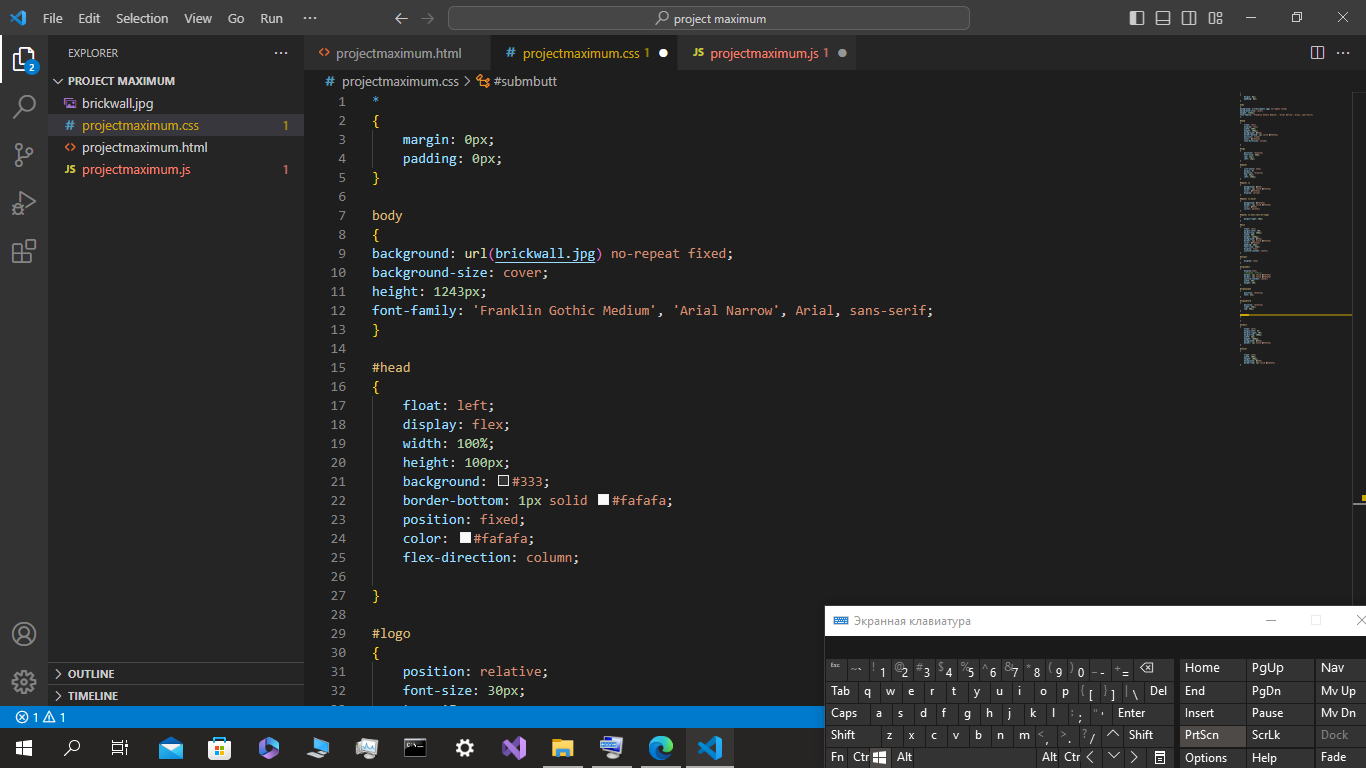 File Edit Selection View Go Run ··· project maximum
EXPLORER ···
PROJECT MAXIMUM
brickwall.jpg
# projectmaximum.css 1
<> projectmaximum.html
JS projectmaximum.js 1
OUTLINE
TIMELINE
<> projectmaximum.html # projectmaximum.css 1 JS projectmaximum.js 1 ···
# projectmaximum.css > #submbutt
1 *
2 {
3 margin: 0px;
4 padding: 0px;
5 }
6
7 body
8 {
9 background: url(brickwall.jpg) no-repeat fixed;
10 background-size: cover;
11 height: 1243px;
12 font-family: 'Franklin Gothic Medium', 'Arial Narrow', Arial, sans-serif;
13 }
14
15 #head
16 {
17 float: left;
18 display: flex;
19 width: 100%;
20 height: 100px;
21 background: #333;
22 border-bottom: 1px solid #fafafa;
23 position: fixed;
24 color: #fafafa;
25 flex-direction: column;
26
27 }
28
29 #logo
30 {
31 position: relative;
32 font-size: 30px;
2
1 1
Экранная клавиатура
Esc ~ ` ! 1 @ 2 # 3 $ 4 % 5 ^ 6 & 7 * 8 ( 9 ) 0 _ - + = Home PgUp Nav
Tab q w e r t y u i o p { [ } ] | \ Del End PgDn Mv Up
Caps a s d f g h j k l : ; " ' Enter Insert Pause Mv Dn
Shift z x c v b n m < , > . ? / Shift PrtScn ScrLk Dock
Fn Ctr Alt Alt Ctr Options Help Fade